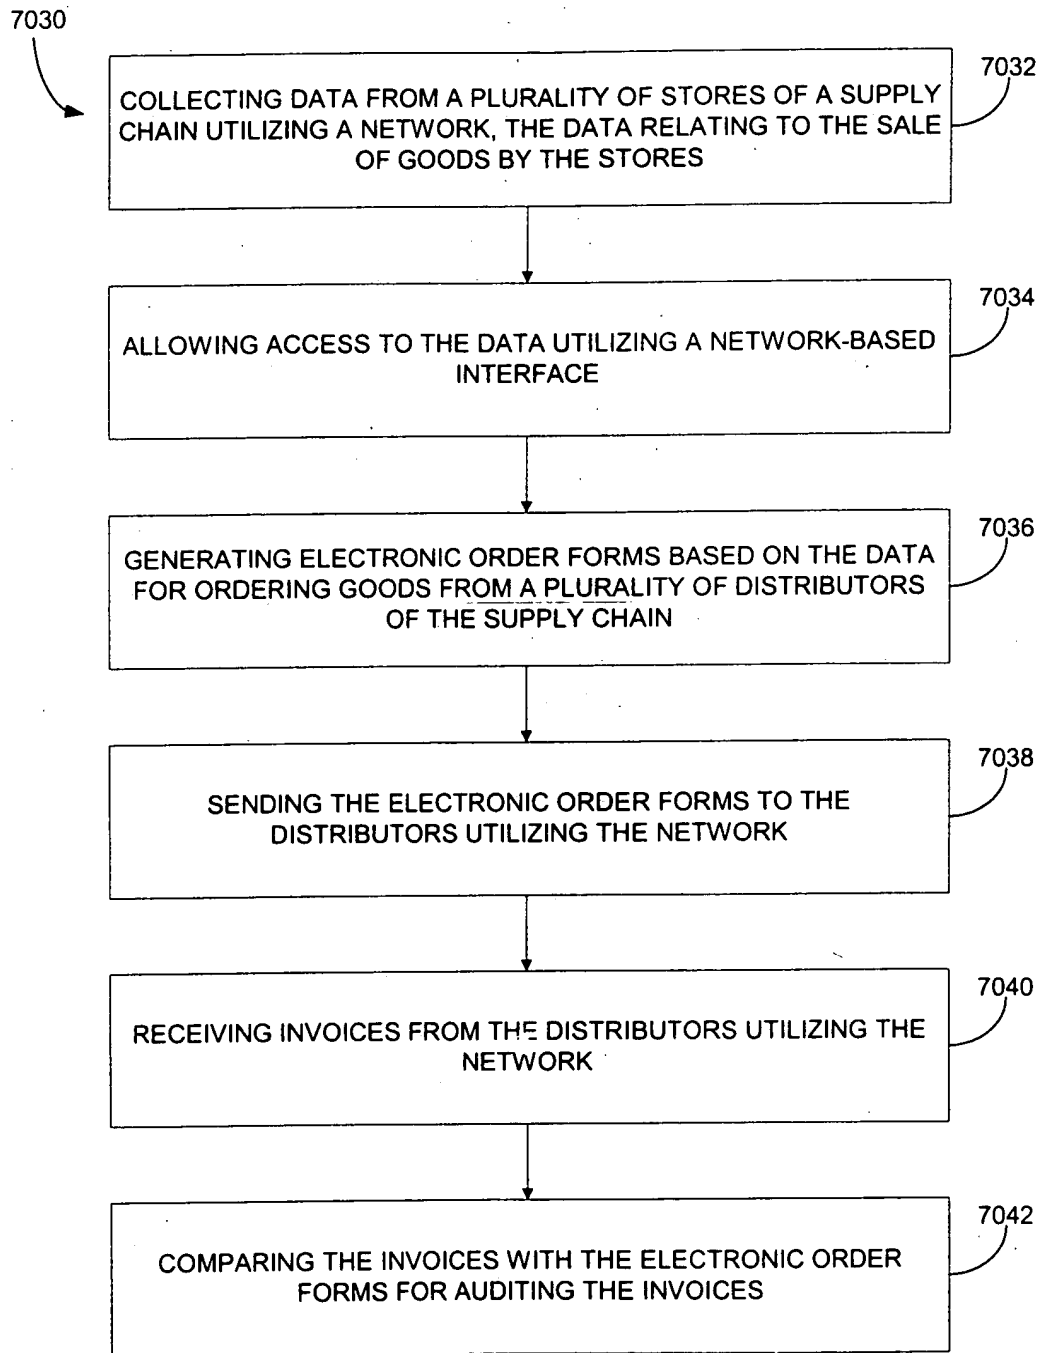 7030
7032
COLLECTING DATA FROM A PLURALITY OF STORES OF A SUPPLY
CHAIN UTILIZING A NETWORK, THE DATA RELATING TO THE SALE
OF GOODS BY THE STORES
7034
ALLOWING ACCESS TO THE DATA UTILIZING A NETWORK-BASED
INTERFACE
7036
GENERATING ELECTRONIC ORDER FORMS BASED ON THE DATA
FOR ORDERING GOODS FROM A PLURALITY OF DISTRIBUTORS
OF THE SUPPLY CHAIN
7038
SENDING THE ELECTRONIC ORDER FORMS TO THE
DISTRIBUTORS UTILIZING THE NETWORK
7040
RECEIVING INVOICES FROM THE DISTRIBUTORS UTILIZING THE
NETWORK
7042
COMPARING THE INVOICES WITH THE ELECTRONIC ORDER
FORMS FOR AUDITING THE INVOICES